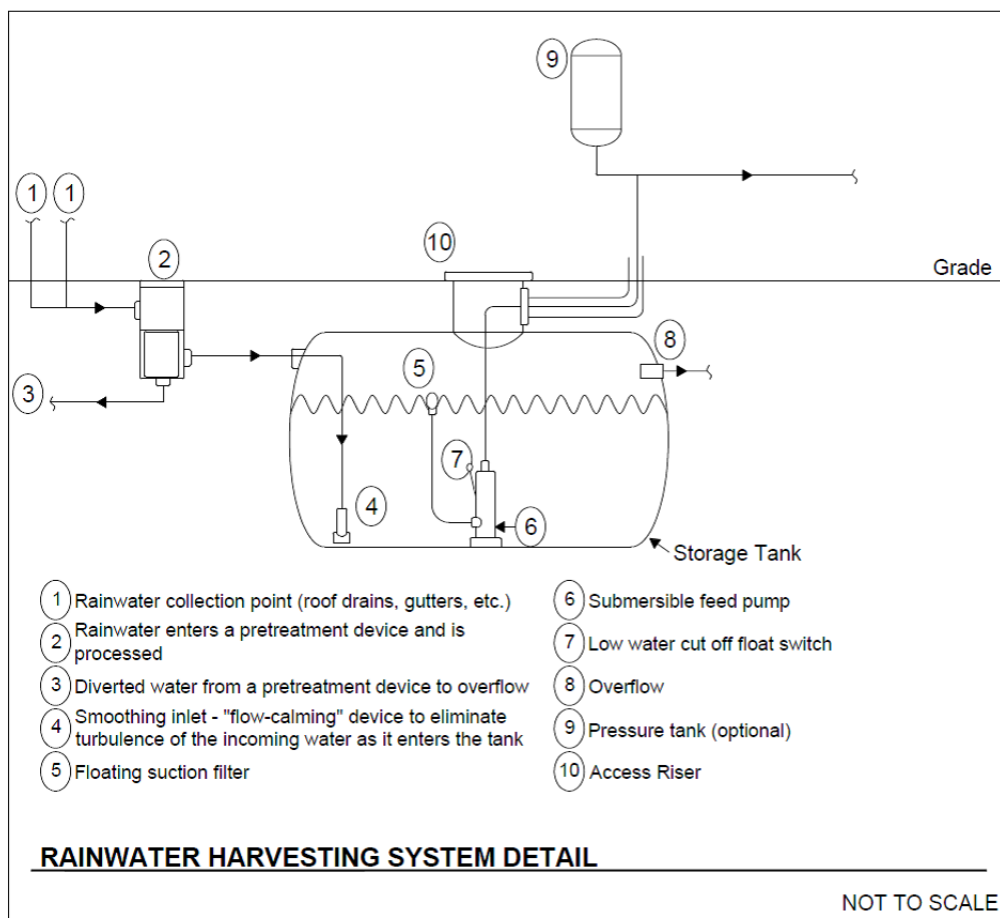 9
1 1
10
2
Grade
8
5
3
7
4
6
Storage Tank
1 Rainwater collection point (roof drains, gutters, etc.)
2 Rainwater enters a pretreatment device and is
processed
3 Diverted water from a pretreatment device to overflow
4 Smoothing inlet - "flow-calming" device to eliminate
turbulence of the incoming water as it enters the tank
5 Floating suction filter
6 Submersible feed pump
7 Low water cut off float switch
8 Overflow
9 Pressure tank (optional)
10 Access Riser
RAINWATER HARVESTING SYSTEM DETAIL
NOT TO SCALE